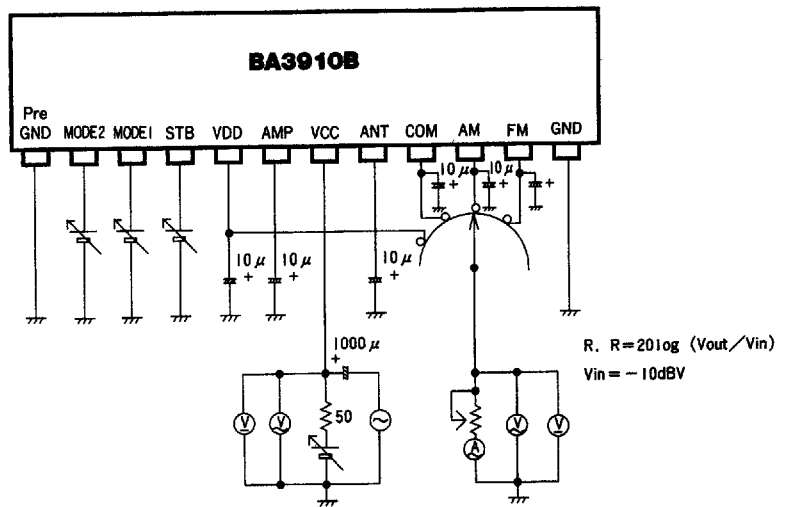 BA3910B
Pre
GND MODE2 MODE1 STB VDD AMP VCC ANT COM AM FM GND
10μ + 10μ + +
10μ + 10μ + 10μ +
1000μ +
50
V V A V V
R. R=20log (Vout/Vin)
Vin=-10dBV